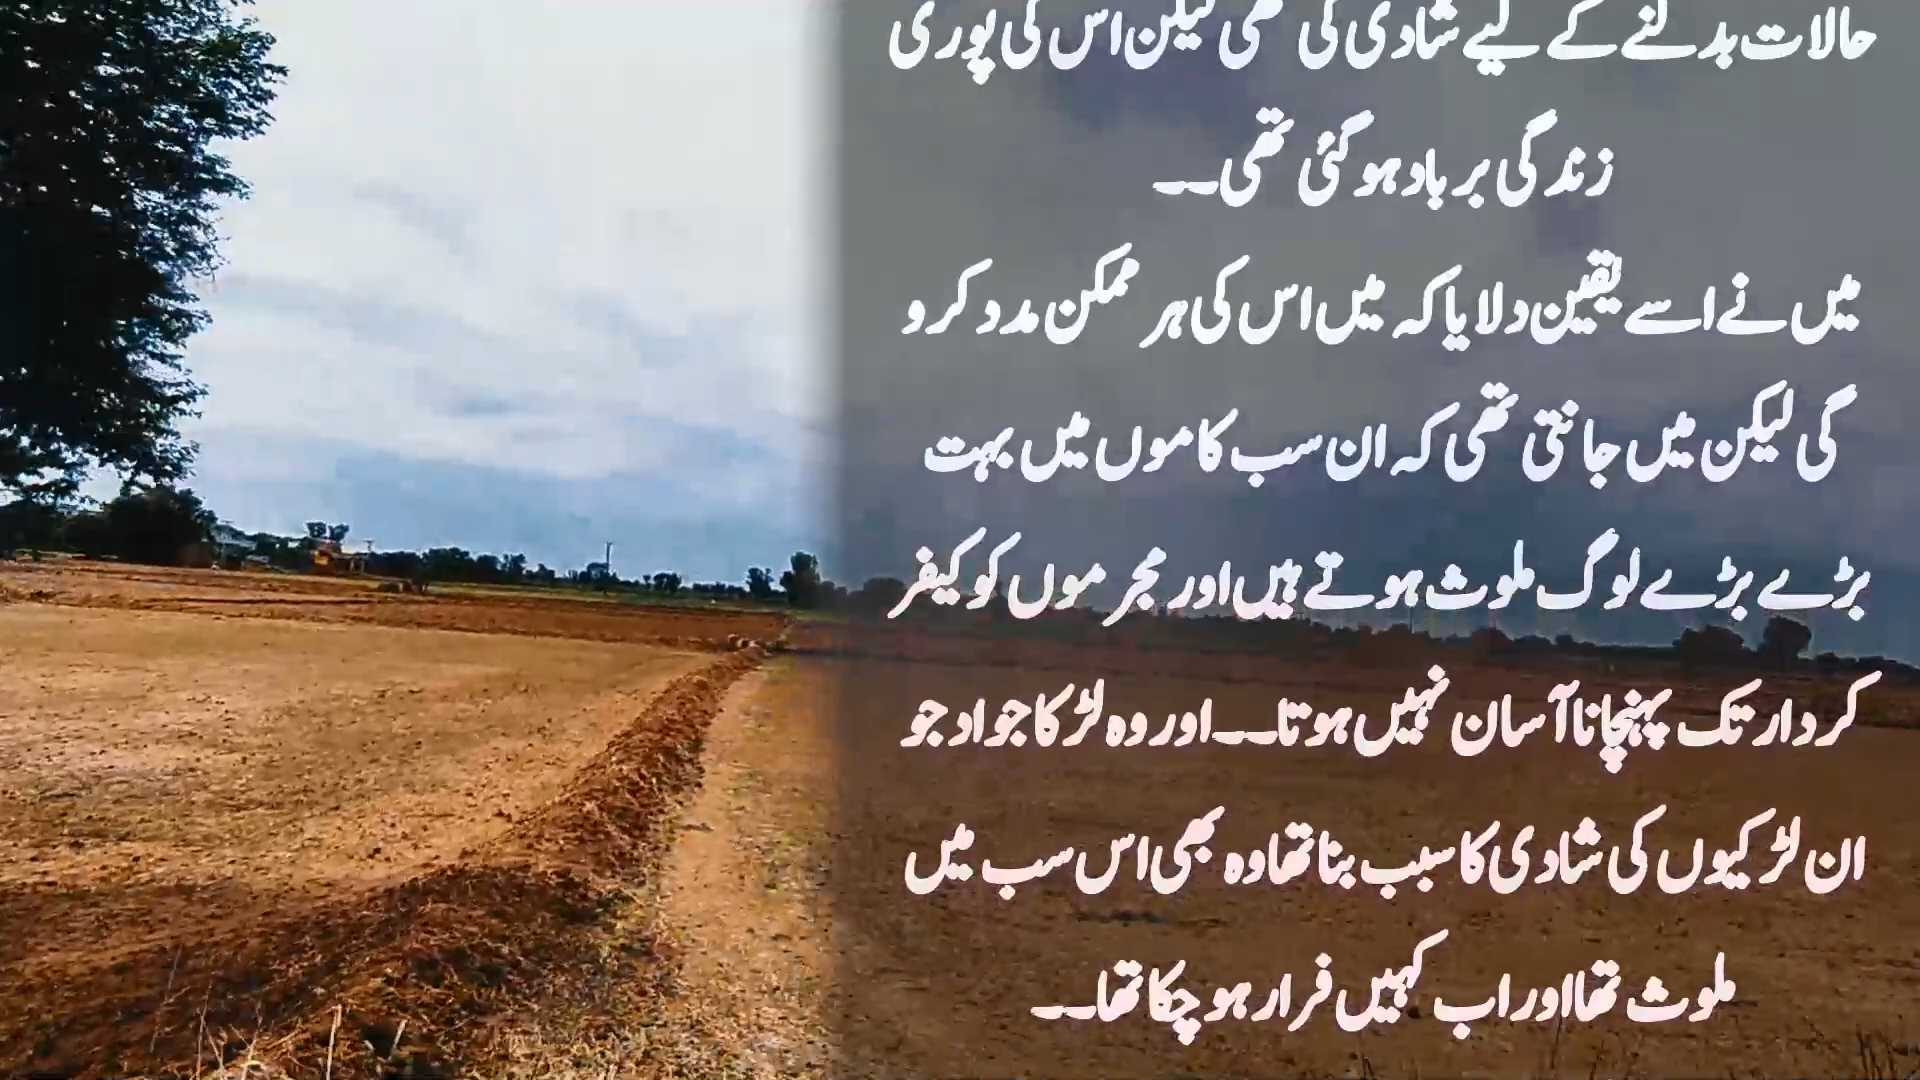 حالات بدلنے کے لیے شادی کی تھی لیکن اس کی پوری
زندگی برباد ہو گئی تھی۔۔
میں نے اسے یقین دلایا کہ میں اس کی ہر ممکن مدد کرو
گی لیکن میں جانتی تھی کہ ان سب کاموں میں بہت
بڑے بڑے لوگ ملوث ہوتے ہیں اور مجرموں کو کیفر
کردار تک پہنچانا آسان نہیں ہوتا۔۔اور وہ لڑکا جواد جو
ان لڑکیوں کی شادی کا سبب بنا تھا وہ بھی اس سب میں
ملوث تھا اور اب کہیں فرار ہو چکا تھا۔۔